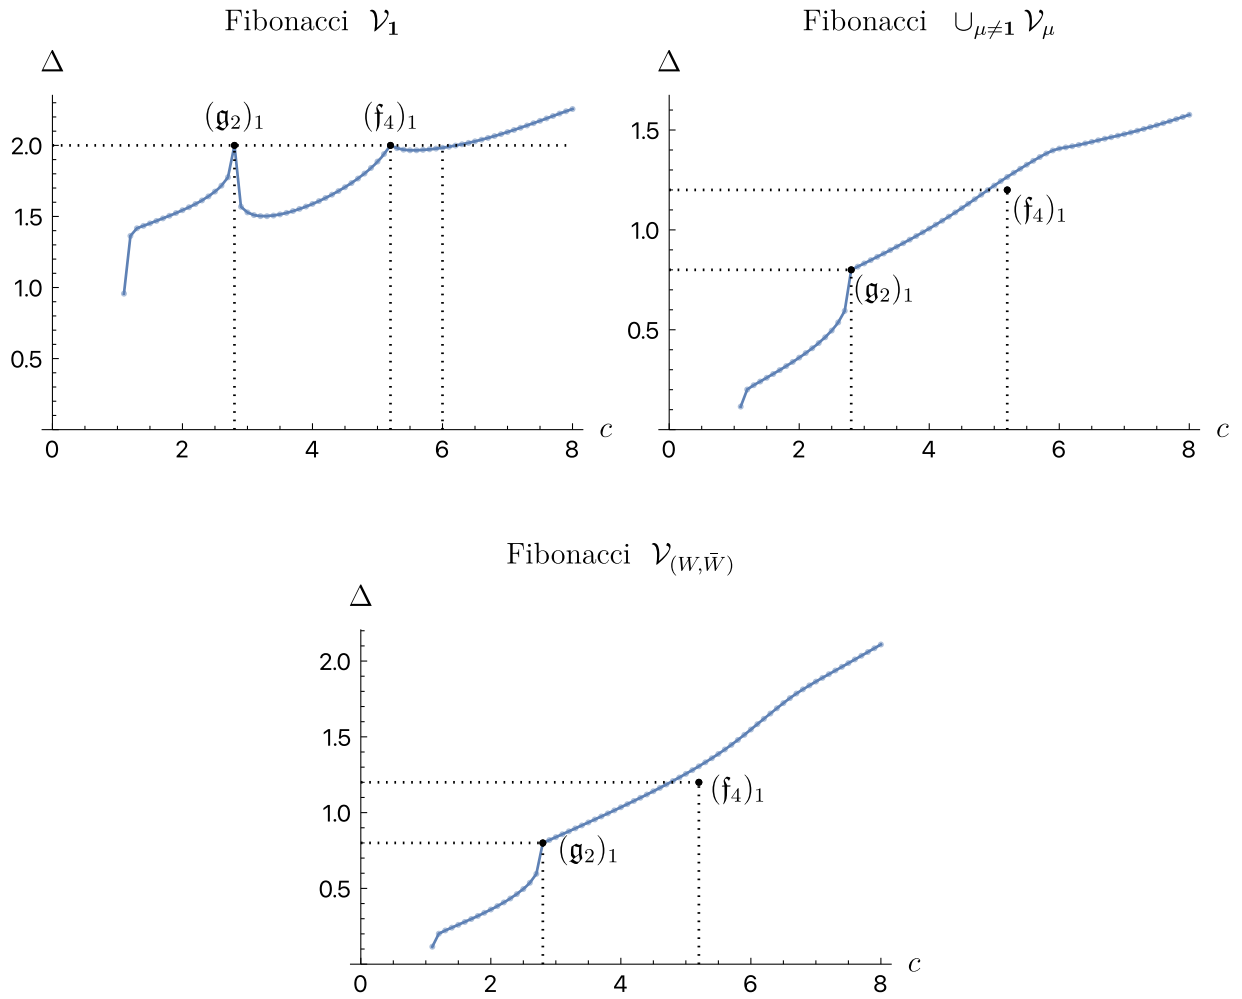 Fibonacci 𝒱₁
Δ
(𝔤₂)₁ (𝔣₄)₁
2.0
1.5
1.0
0.5
0 2 4 6 8 c
Fibonacci ∪_{μ≠1} 𝒱_μ
Δ
1.5
(𝔣₄)₁
1.0
(𝔤₂)₁
0.5
0 2 4 6 8 c
Fibonacci 𝒱_{(W,W̄)}
Δ
2.0
1.5
(𝔣₄)₁
1.0
(𝔤₂)₁
0.5
0 2 4 6 8 c